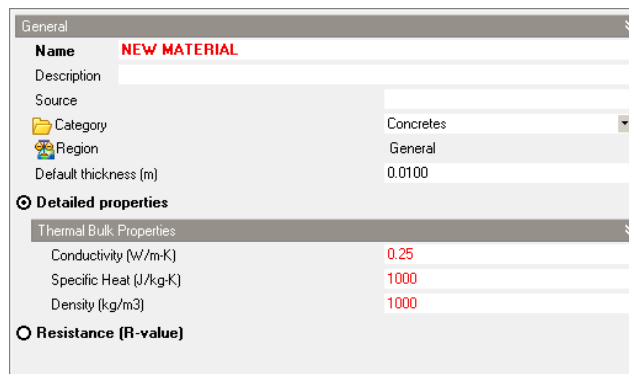 General
Name NEW MATERIAL
Description
Source
Category Concretes
Region General
Default thickness (m) 0.0100
Detailed properties
Thermal Bulk Properties
Conductivity (W/m-K) 0.25
Specific Heat (J/kg-K) 1000
Density (kg/m3) 1000
Resistance (R-value)